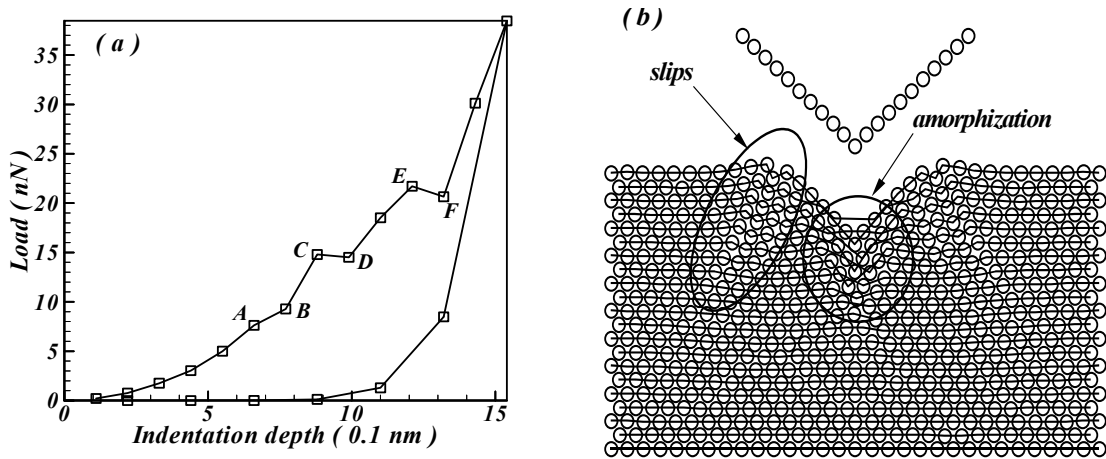 ( a )
Load ( nN )
35
30
25
20
15
10
5
0
A
B
C
D
E
F
0
5
10
15
Indentation depth ( 0.1 nm )
( b )
slips
amorphization